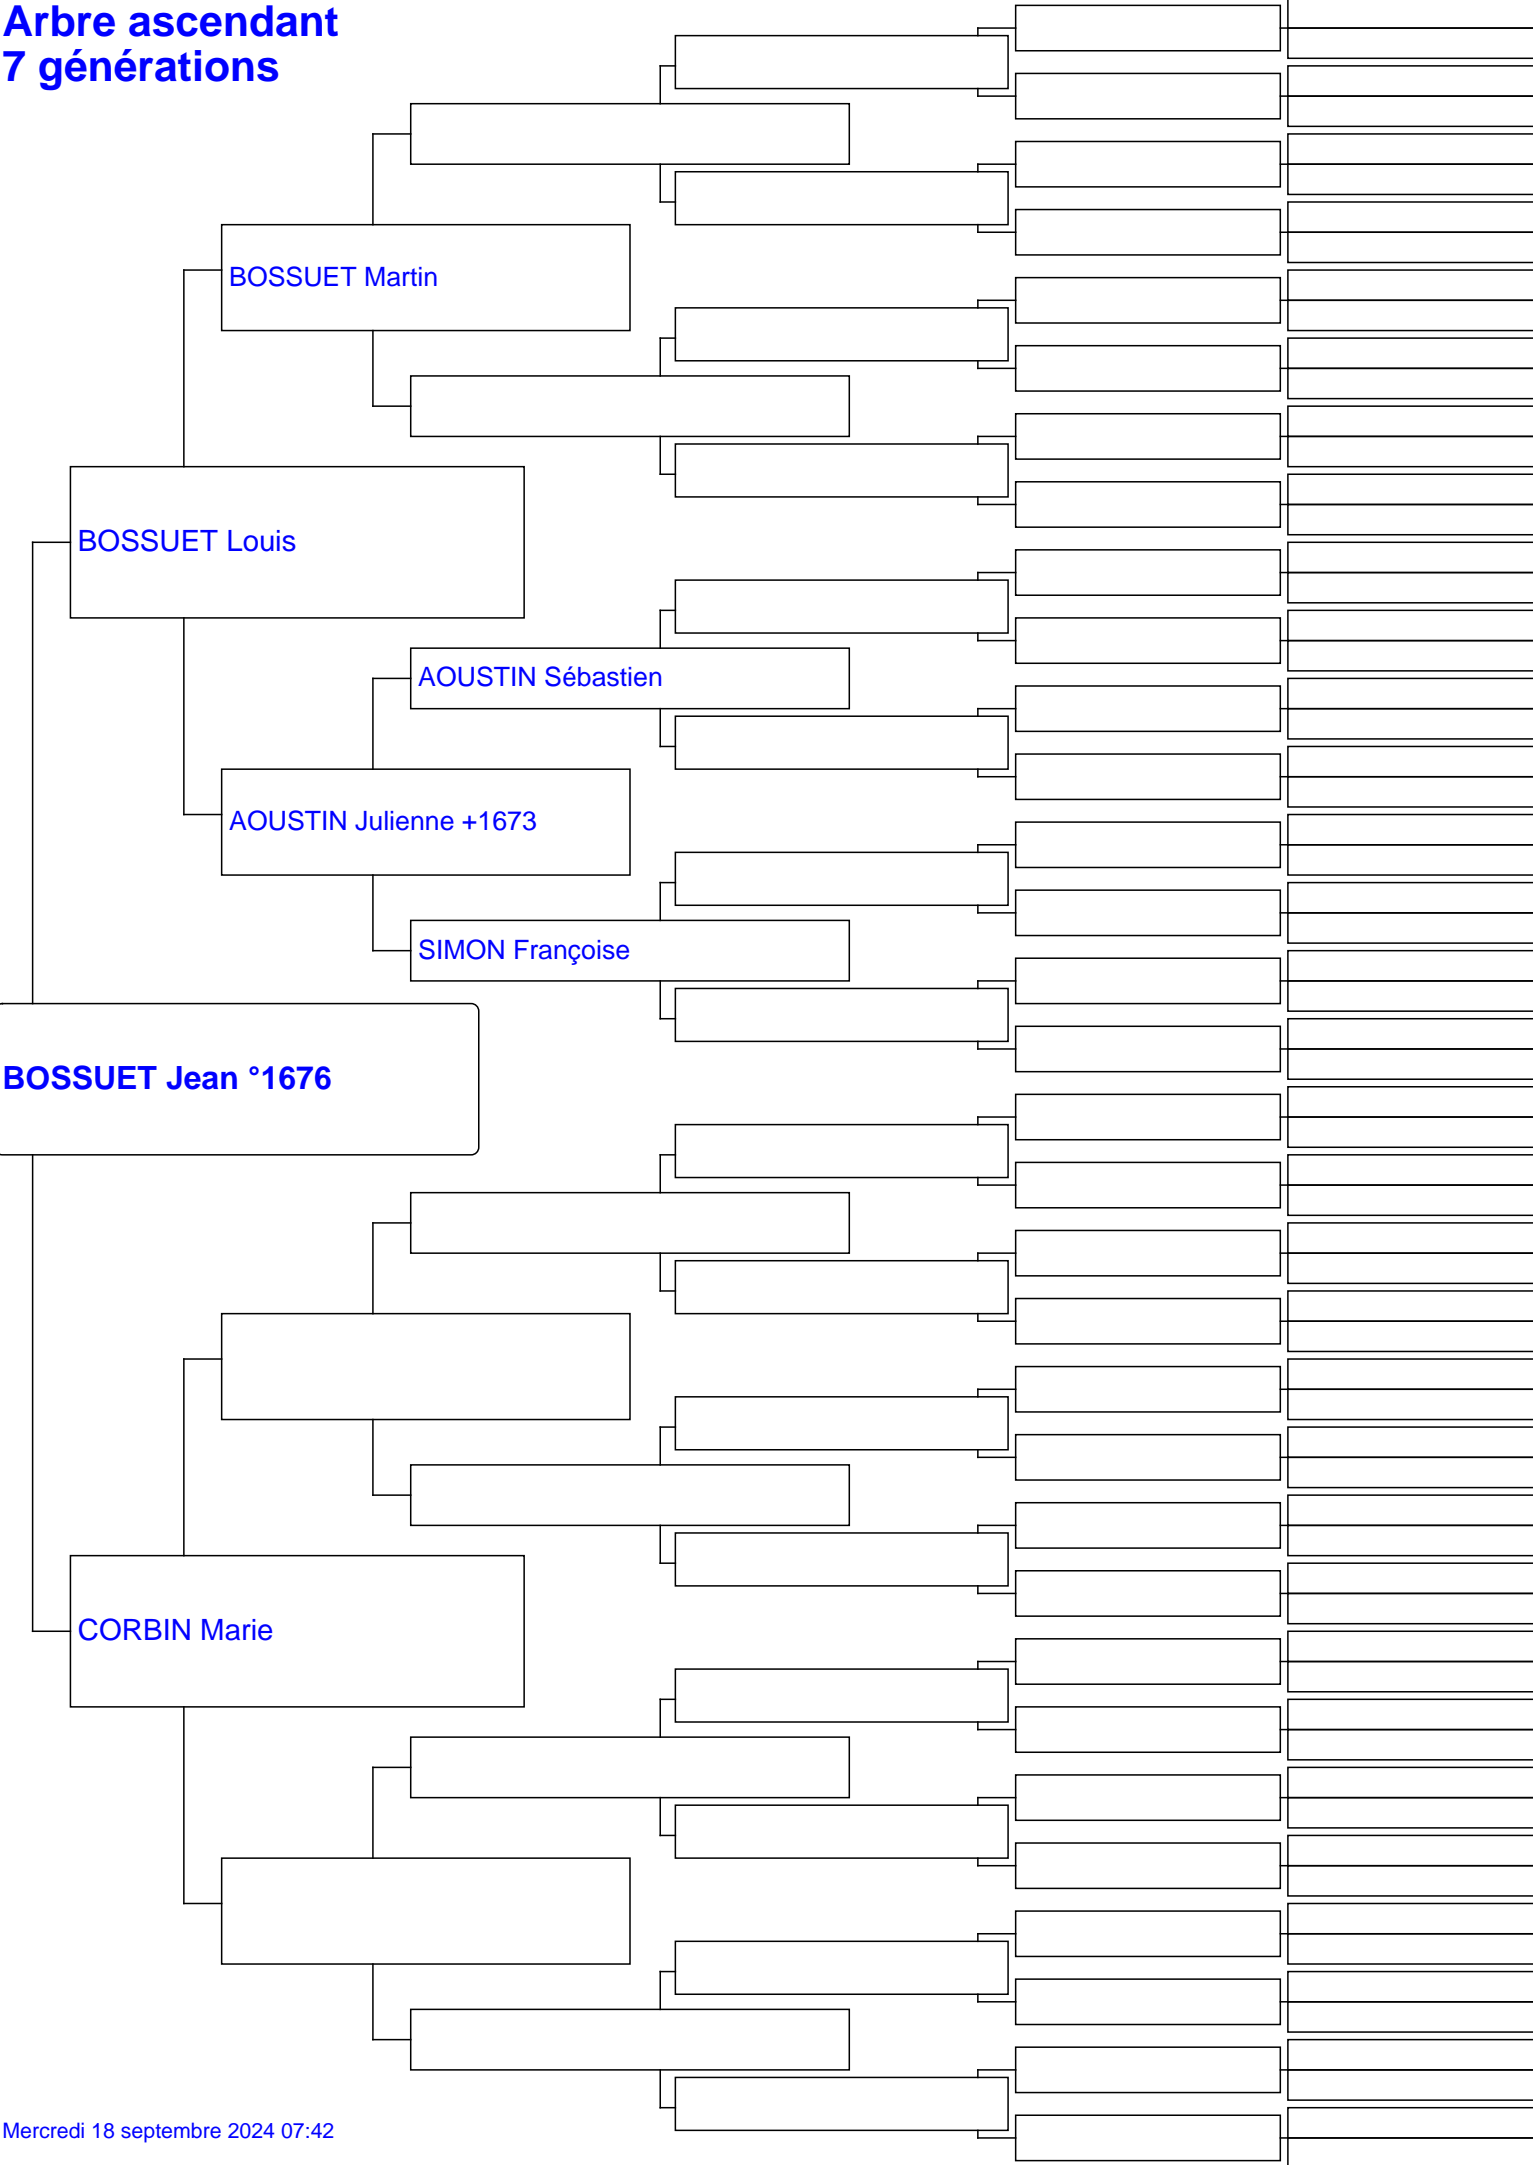 Arbre ascendant
7 générations
BOSSUET Martin
BOSSUET Louis
AOUSTIN Sébastien
AOUSTIN Julienne +1673
SIMON Françoise
BOSSUET Jean °1676
CORBIN Marie
Mercredi 18 septembre 2024 07:42